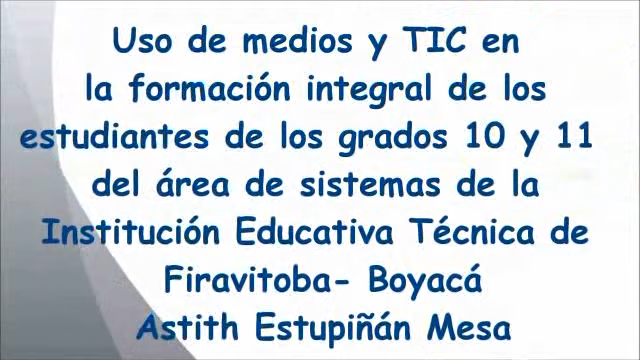 Uso de medios y TIC en
la formación integral de los
estudiantes de los grados 10 y 11
del área de sistemas de la
Institución Educativa Técnica de
Firavitoba- Boyacá
Astith Estupiñán Mesa